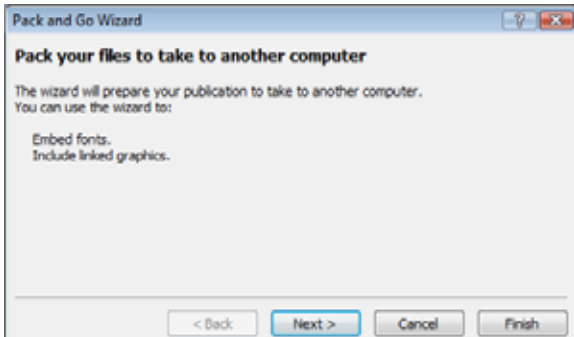 Pack and Go Wizard
Pack your files to take to another computer
The wizard will prepare your publication to take to another computer.
You can use the wizard to:
Embed fonts.
Include linked graphics.
< Back Next > Cancel Finish